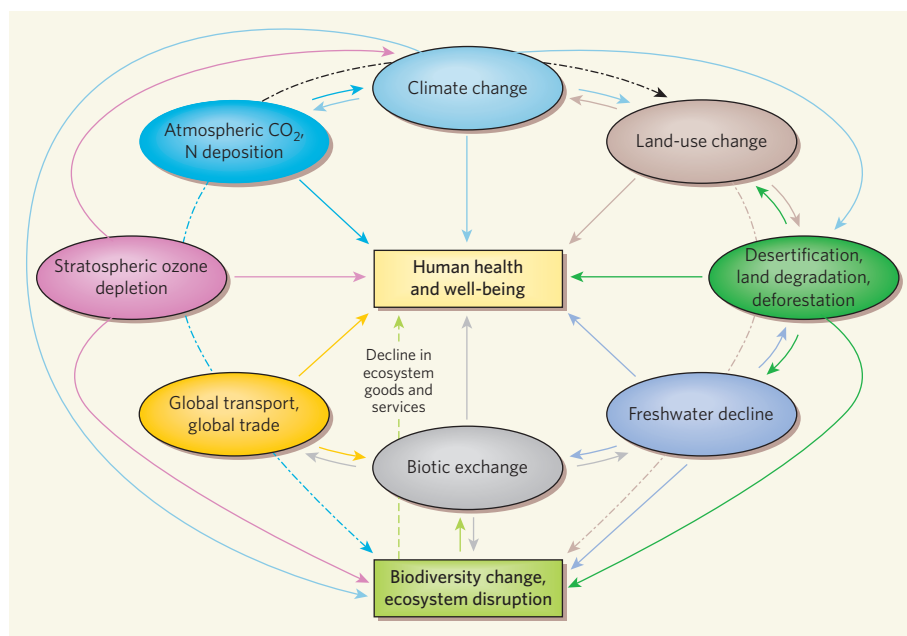 Climate change
Atmospheric CO₂,
N deposition
Land-use change
Stratospheric ozone
depletion
Human health
and well-being
Desertification,
land degradation,
deforestation
Decline in
ecosystem
goods and
services
Global transport,
global trade
Freshwater decline
Biotic exchange
Biodiversity change,
ecosystem disruption